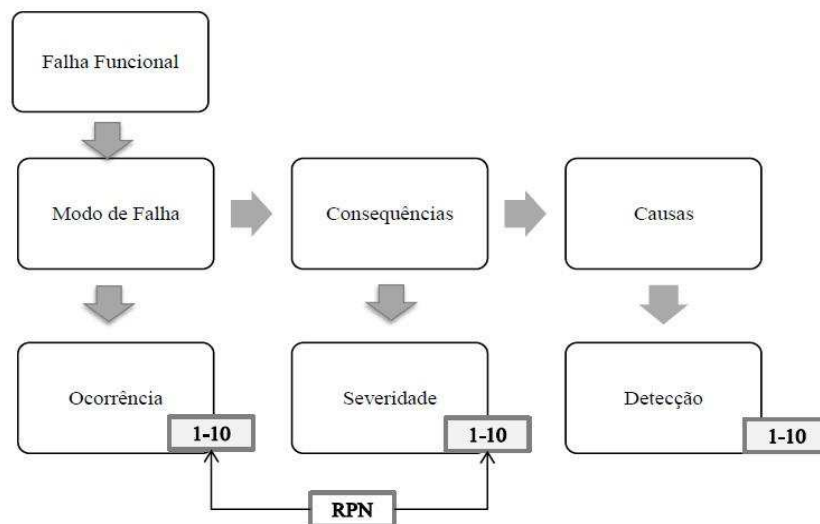 Falha Funcional
Modo de Falha
Consequências
Causas
Ocorrência
Severidade
Detecção
1-10
1-10
1-10
RPN